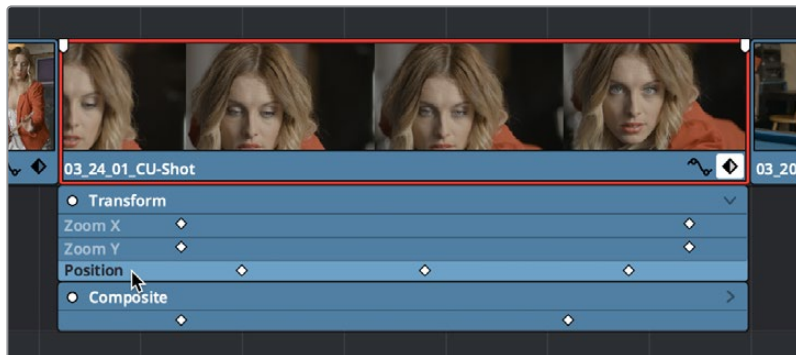 03_24_01_CU-Shot
03_20
Transform
Zoom X
Zoom Y
Position
Composite